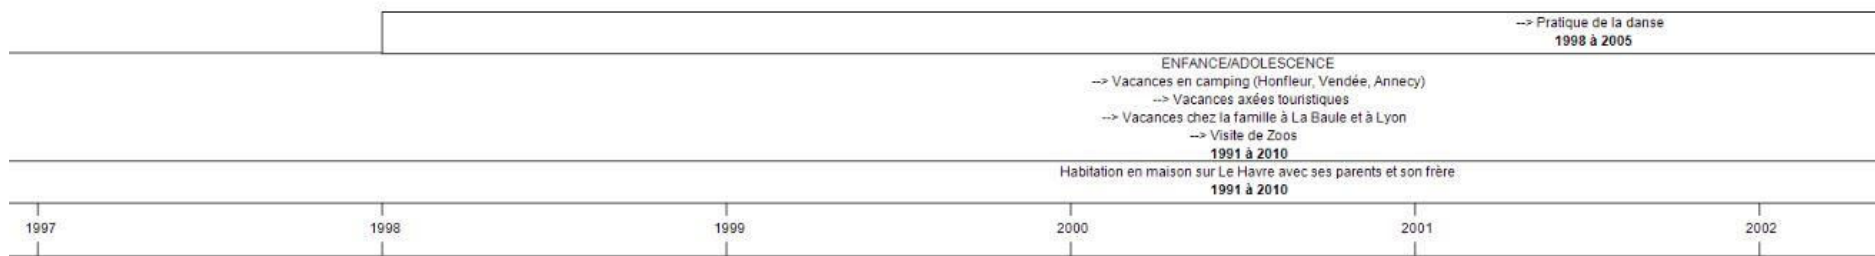 --> Pratique de la danse
1998 à 2005
ENFANCE/ADOLESCENCE
--> Vacances en camping (Honfleur, Vendée, Annecy)
--> Vacances axées touristiques
--> Vacances chez la famille à La Baule et à Lyon
--> Visite de Zoos
1991 à 2010
Habitation en maison sur Le Havre avec ses parents et son frère
1991 à 2010
1997 1998 1999 2000 2001 2002